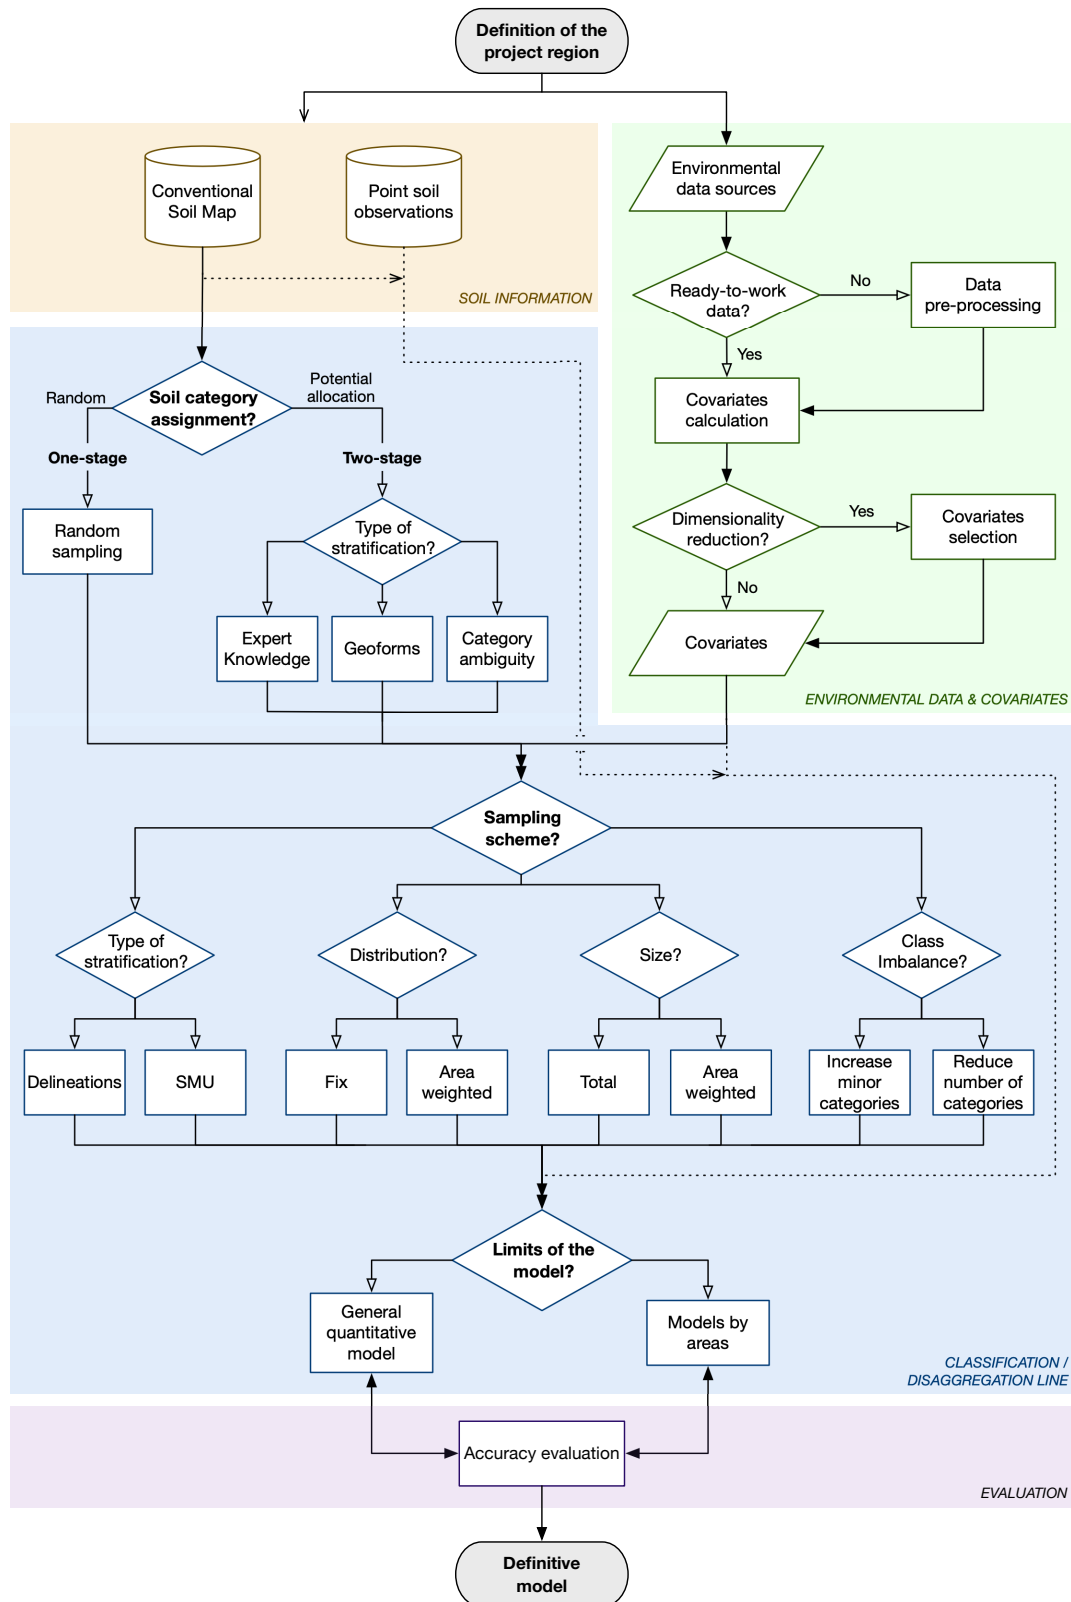 Definition of the
project region
Conventional
Soil Map
Point soil
observations
SOIL INFORMATION
Environmental
data sources
Ready-to-work
data?
No
Data
pre-processing
Yes
Covariates
calculation
Dimensionality
reduction?
Yes
Covariates
selection
No
Covariates
ENVIRONMENTAL DATA & COVARIATES
Soil category
assignment?
Random
Potential
allocation
One-stage
Two-stage
Random
sampling
Type of
stratification?
Expert
Knowledge
Geoforms
Category
ambiguity
Sampling
scheme?
Type of
stratification?
Distribution?
Size?
Class
Imbalance?
Delineations
SMU
Fix
Area
weighted
Total
Area
weighted
Increase
minor
categories
Reduce
number of
categories
Limits of the
model?
General
quantitative
model
Models by
areas
CLASSIFICATION /
DISAGGREGATION LINE
Accuracy evaluation
EVALUATION
Definitive
model